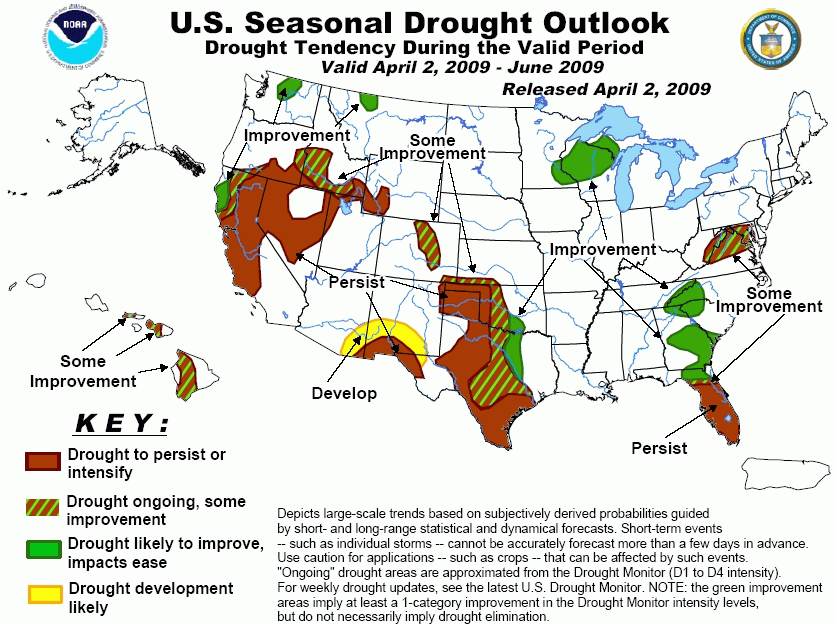 NOAA
U.S. Seasonal Drought Outlook
Drought Tendency During the Valid Period
Valid April 2, 2009 - June 2009
Released April 2, 2009
Improvement
Some
Improvement
Improvement
Persist
Some
Improvement
Some
Improvement
Develop
Persist
KEY:
Drought to persist or
intensify
Drought ongoing, some
improvement
Drought likely to improve,
impacts ease
Drought development
likely
Depicts large-scale trends based on subjectively derived probabilities guided
by short- and long-range statistical and dynamical forecasts. Short-term events
-- such as individual storms -- cannot be accurately forecast more than a few days in advance.
Use caution for applications -- such as crops -- that can be affected by such events.
"Ongoing" drought areas are approximated from the Drought Monitor (D1 to D4 intensity).
For weekly drought updates, see the latest U.S. Drought Monitor. NOTE: the green improvement
areas imply at least a 1-category improvement in the Drought Monitor intensity levels,
but do not necessarily imply drought elimination.